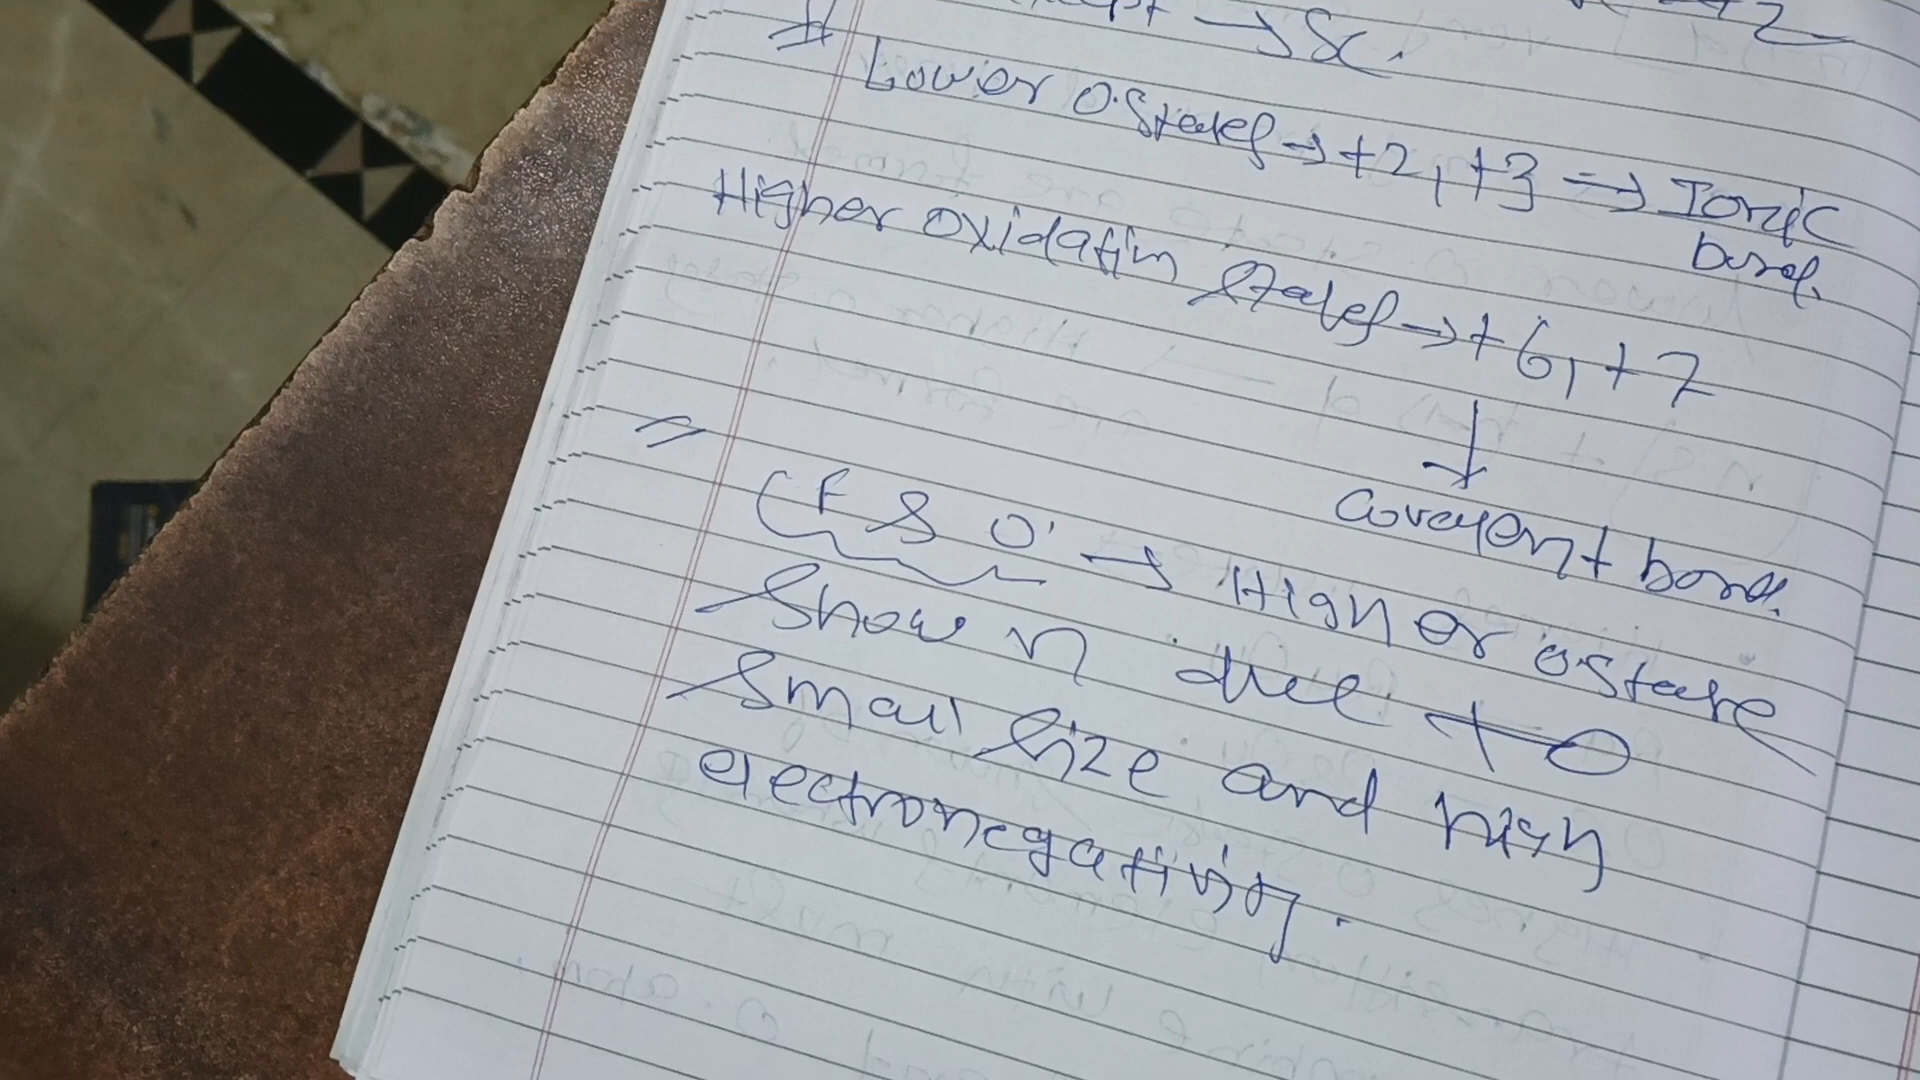 → Sc.
# Lower O.States → +2, +3 ⇒ Ionic
bond.
Higher oxidation states → +6, +7
↓
Covalent bond.
F & O → Higher o.state
Shown due to
small size and high
electronegativity.